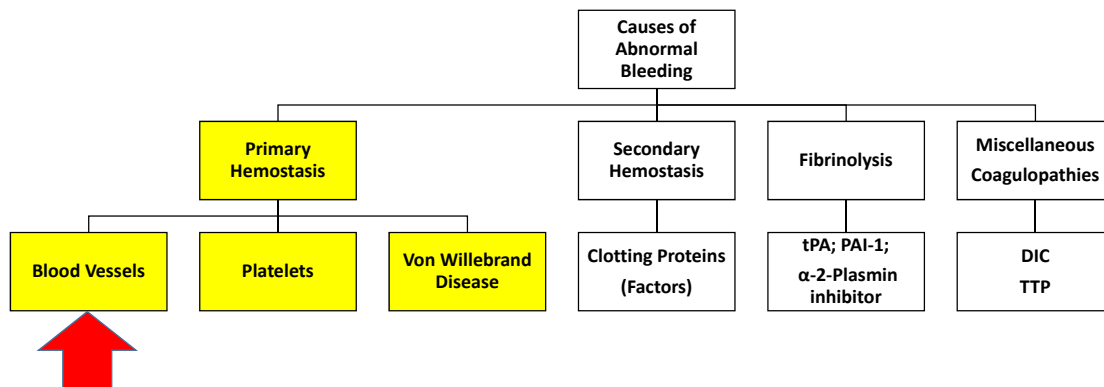 Causes of
Abnormal
Bleeding
Primary
Hemostasis
Secondary
Hemostasis
Fibrinolysis
Miscellaneous
Coagulopathies
Blood Vessels
Platelets
Von Willebrand
Disease
Clotting Proteins
(Factors)
tPA; PAI-1;
α-2-Plasmin
inhibitor
DIC
TTP